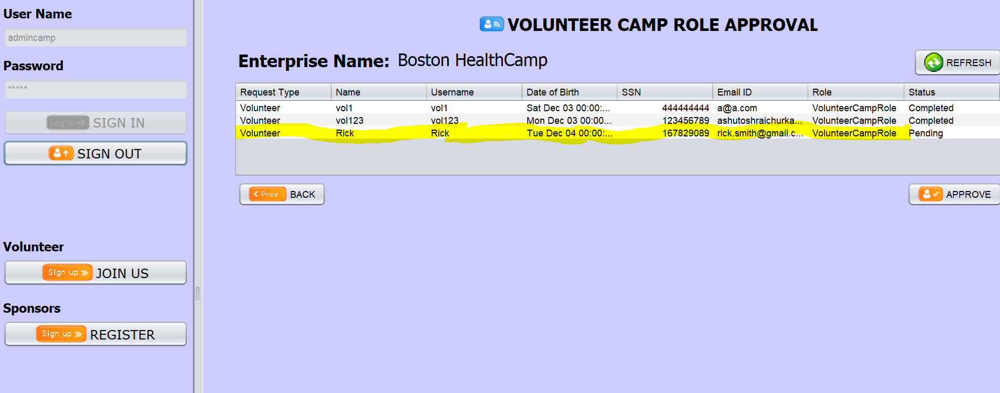 User Name
admincamp
Password
*****
Log in SIGN IN
SIGN OUT
Volunteer
Sign up JOIN US
Sponsors
Sign up REGISTER
VOLUNTEER CAMP ROLE APPROVAL
Enterprise Name: Boston HealthCamp
REFRESH
Request Type Name Username Date of Birth SSN Email ID Role Status
Volunteer vol1 vol1 Sat Dec 03 00:00:... 444444444 a@a.com VolunteerCampRole Completed
Volunteer vol123 vol123 Mon Dec 03 00:00... 123456789 ashutoshraichurka... VolunteerCampRole Completed
Volunteer Rick Rick Tue Dec 04 00:00:... 167829089 rick.smith@gmail.c... VolunteerCampRole Pending
< Prev BACK
APPROVE